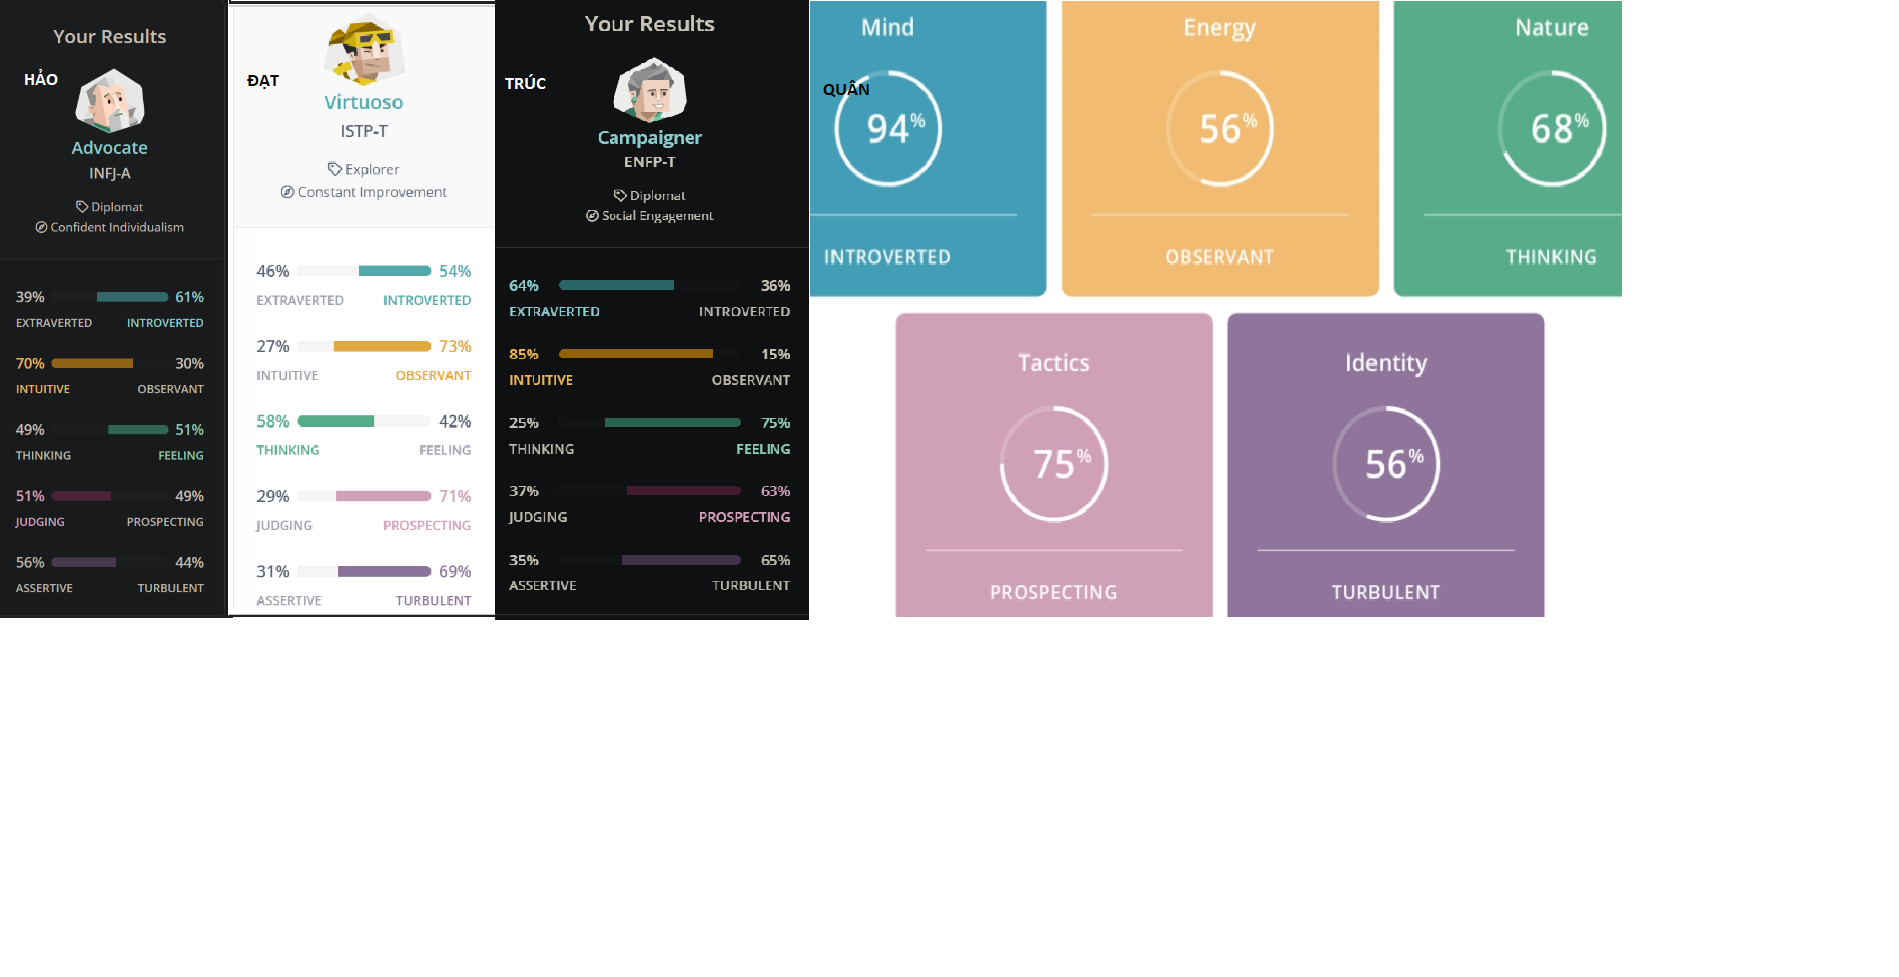 Your Results
HẢO
Advocate
INFJ-A
Diplomat
Confident Individualism
39% 61%
EXTRAVERTED INTROVERTED
70% 30%
INTUITIVE OBSERVANT
49% 51%
THINKING FEELING
51% 49%
JUDGING PROSPECTING
56% 44%
ASSERTIVE TURBULENT
ĐẠT
Virtuoso
ISTP-T
Explorer
Constant Improvement
46% 54%
EXTRAVERTED INTROVERTED
27% 73%
INTUITIVE OBSERVANT
58% 42%
THINKING FEELING
29% 71%
JUDGING PROSPECTING
31% 69%
ASSERTIVE TURBULENT
Your Results
TRÚC
Campaigner
ENFP-T
Diplomat
Social Engagement
64% 36%
EXTRAVERTED INTROVERTED
85% 15%
INTUITIVE OBSERVANT
25% 75%
THINKING FEELING
37% 63%
JUDGING PROSPECTING
35% 65%
ASSERTIVE TURBULENT
QUÂN
Mind
94%
INTROVERTED
Energy
56%
OBSERVANT
Nature
68%
THINKING
Tactics
75%
PROSPECTING
Identity
56%
TURBULENT